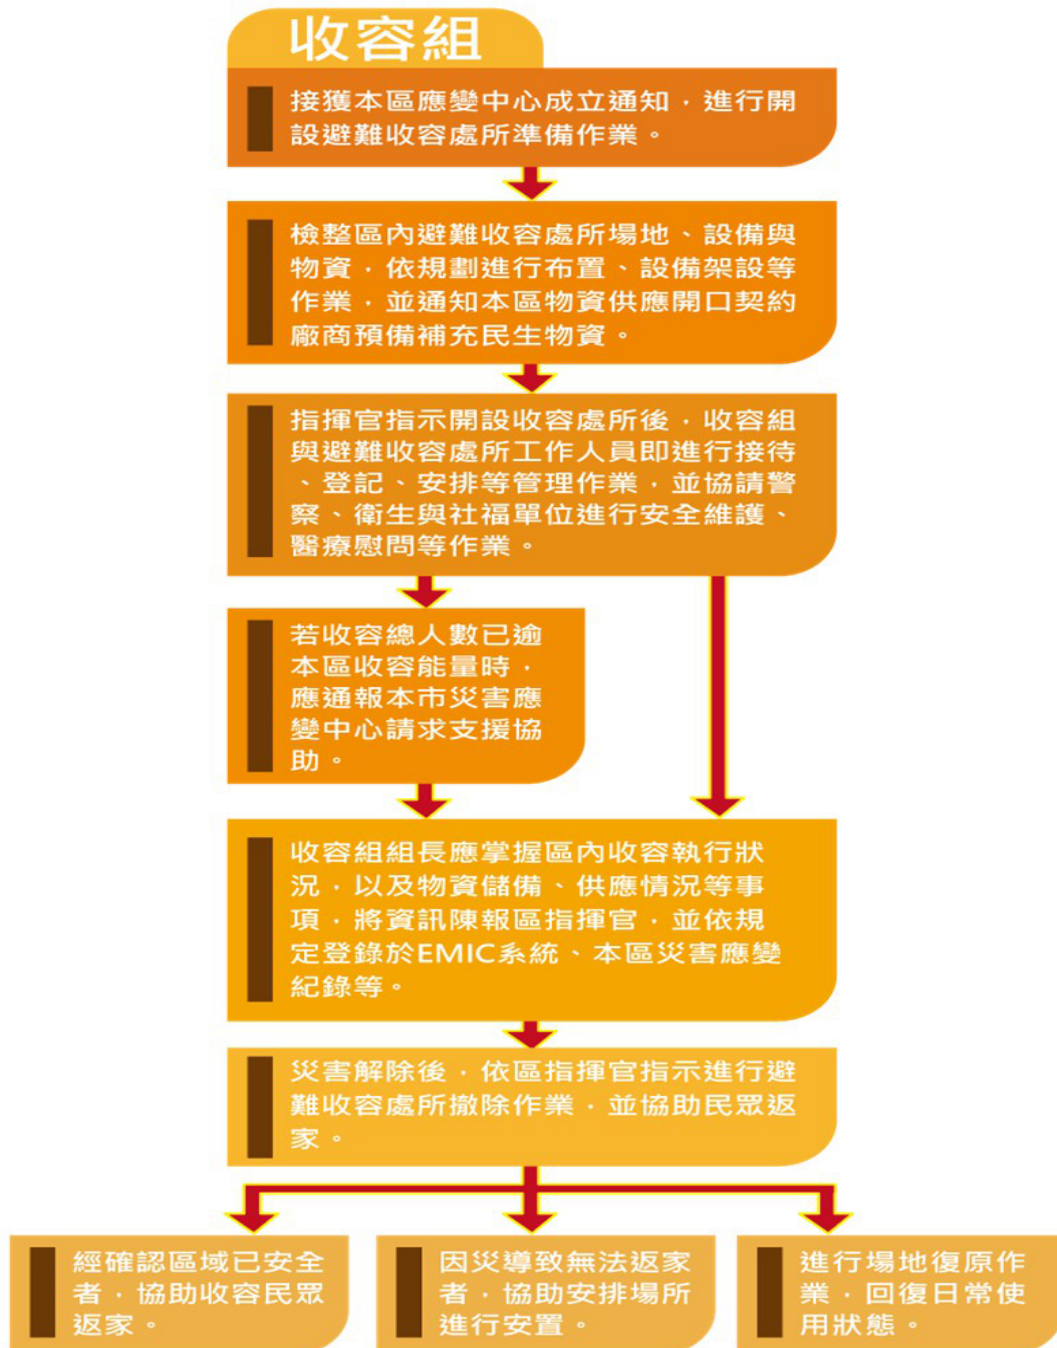 收容組
接獲本區應變中心成立通知，進行開
設避難收容處所準備作業。
檢整區內避難收容處所場地、設備與
物資，依規劃進行布置、設備架設等
作業，並通知本區物資供應開口契約
廠商預備補充民生物資。
指揮官指示開設收容處所後，收容組
與避難收容處所工作人員即進行接待
、登記、安排等管理作業，並協請警
察、衛生與社福單位進行安全維護、
醫療慰問等作業。
若收容總人數已逾
本區收容能量時，
應通報本市災害應
變中心請求支援協
助。
收容組組長應掌握區內收容執行狀
況，以及物資儲備、供應情況等事
項，將資訊陳報區指揮官，並依規
定登錄於EMIC系統、本區災害應變
紀錄等。
災害解除後，依區指揮官指示進行避
難收容處所撤除作業，並協助民眾返
家。
經確認區域已安全
者，協助收容民眾
返家。
因災導致無法返家
者，協助安排場所
進行安置。
進行場地復原作
業，回復日常使
用狀態。